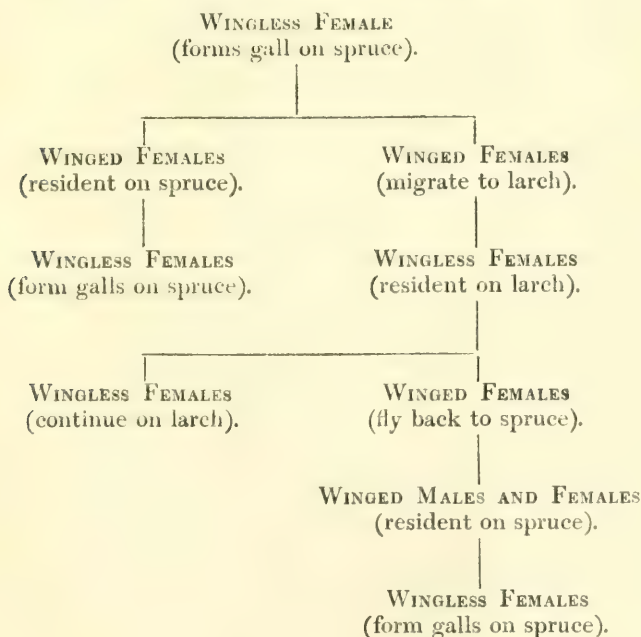 WINGLESS FEMALE
(forms gall on spruce).
WINGED FEMALES
(resident on spruce).
WINGED FEMALES
(migrate to larch).
WINGLESS FEMALES
(form galls on spruce).
WINGLESS FEMALES
(resident on larch).
WINGLESS FEMALES
(continue on larch).
WINGED FEMALES
(fly back to spruce).
WINGED MALES AND FEMALES
(resident on spruce).
WINGLESS FEMALES
(form galls on spruce).